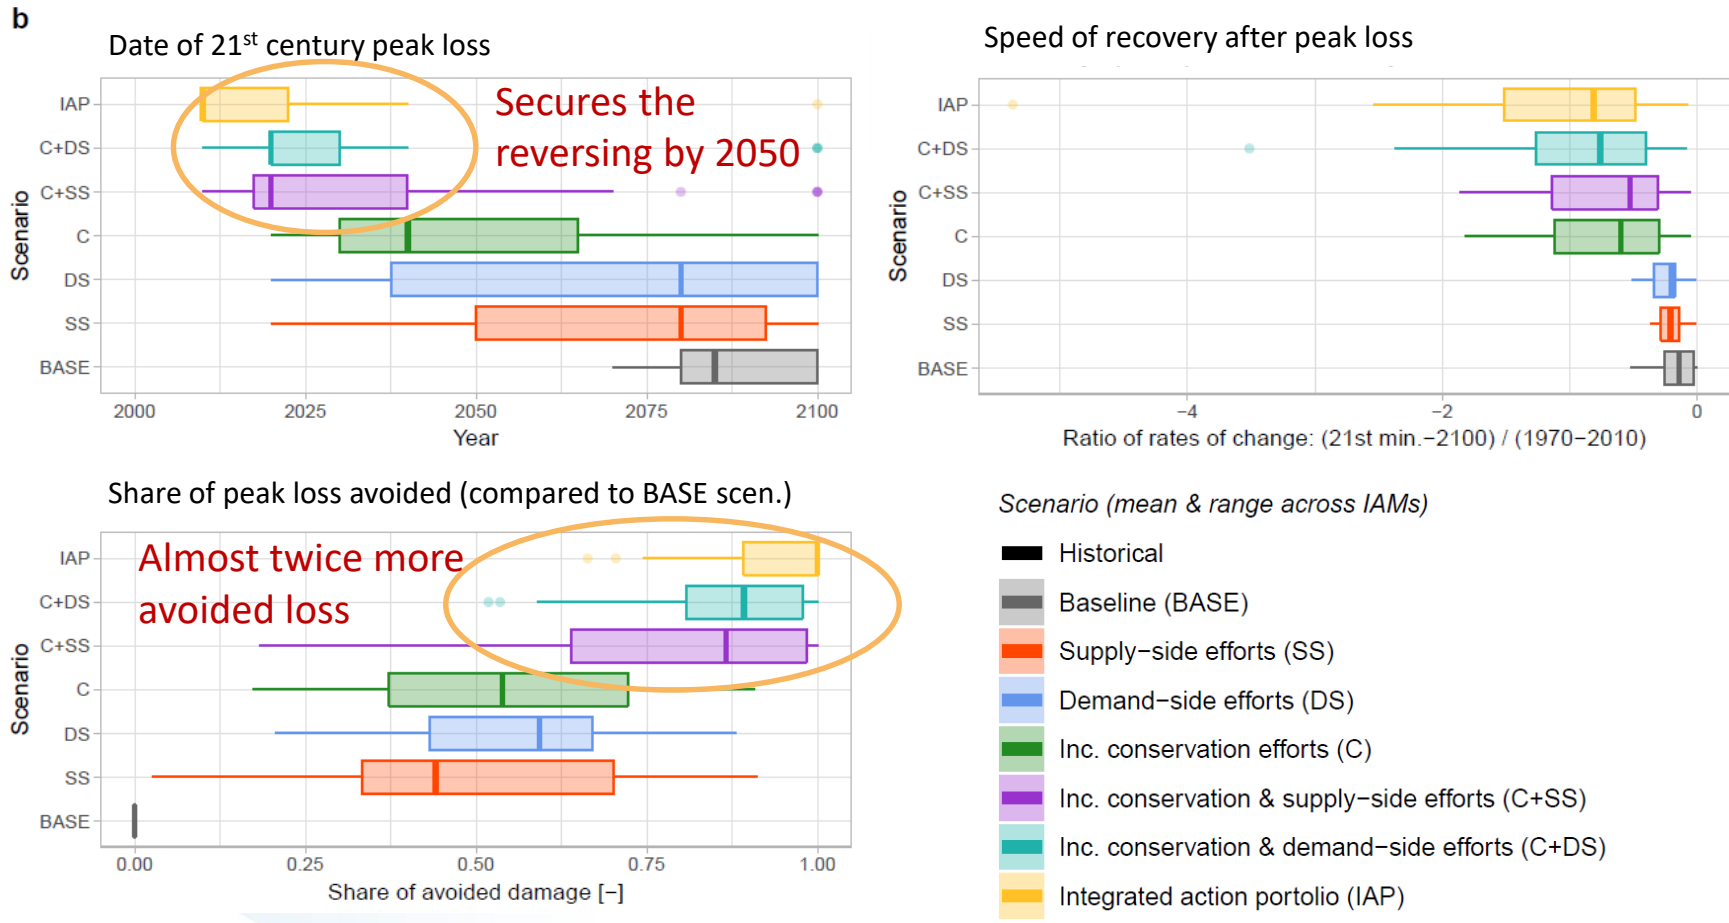 b
Date of 21st century peak loss
IAP
C+DS
C+SS
C
DS
SS
BASE
Scenario
2000 2025 2050 2075 2100
Year
Secures the
reversing by 2050
Speed of recovery after peak loss
IAP
C+DS
C+SS
C
DS
SS
BASE
Scenario
−4 −2 0
Ratio of rates of change: (21st min.−2100) / (1970−2010)
Share of peak loss avoided (compared to BASE scen.)
IAP
C+DS
C+SS
C
DS
SS
BASE
Scenario
0.00 0.25 0.50 0.75 1.00
Share of avoided damage [−]
Almost twice more
avoided loss
Scenario (mean & range across IAMs)
Historical
Baseline (BASE)
Supply−side efforts (SS)
Demand−side efforts (DS)
Inc. conservation efforts (C)
Inc. conservation & supply−side efforts (C+SS)
Inc. conservation & demand−side efforts (C+DS)
Integrated action portolio (IAP)